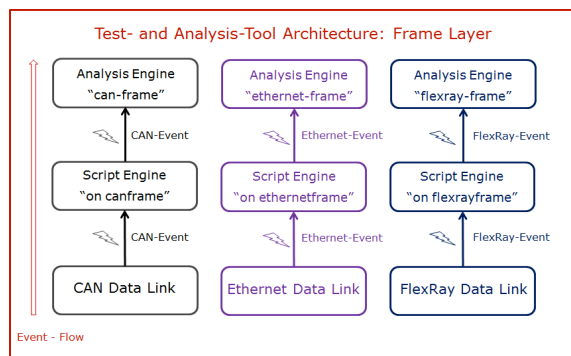 Test- and Analysis-Tool Architecture: Frame Layer
Analysis Engine
“can-frame”
Analysis Engine
“ethernet-frame”
Analysis Engine
“flexray-frame”
CAN-Event
Ethernet-Event
FlexRay-Event
Script Engine
“on canframe”
Script Engine
“on ethernetframe”
Script Engine
“on flexrayframe”
CAN-Event
Ethernet-Event
FlexRay-Event
CAN Data Link
Ethernet Data Link
FlexRay Data Link
Event - Flow